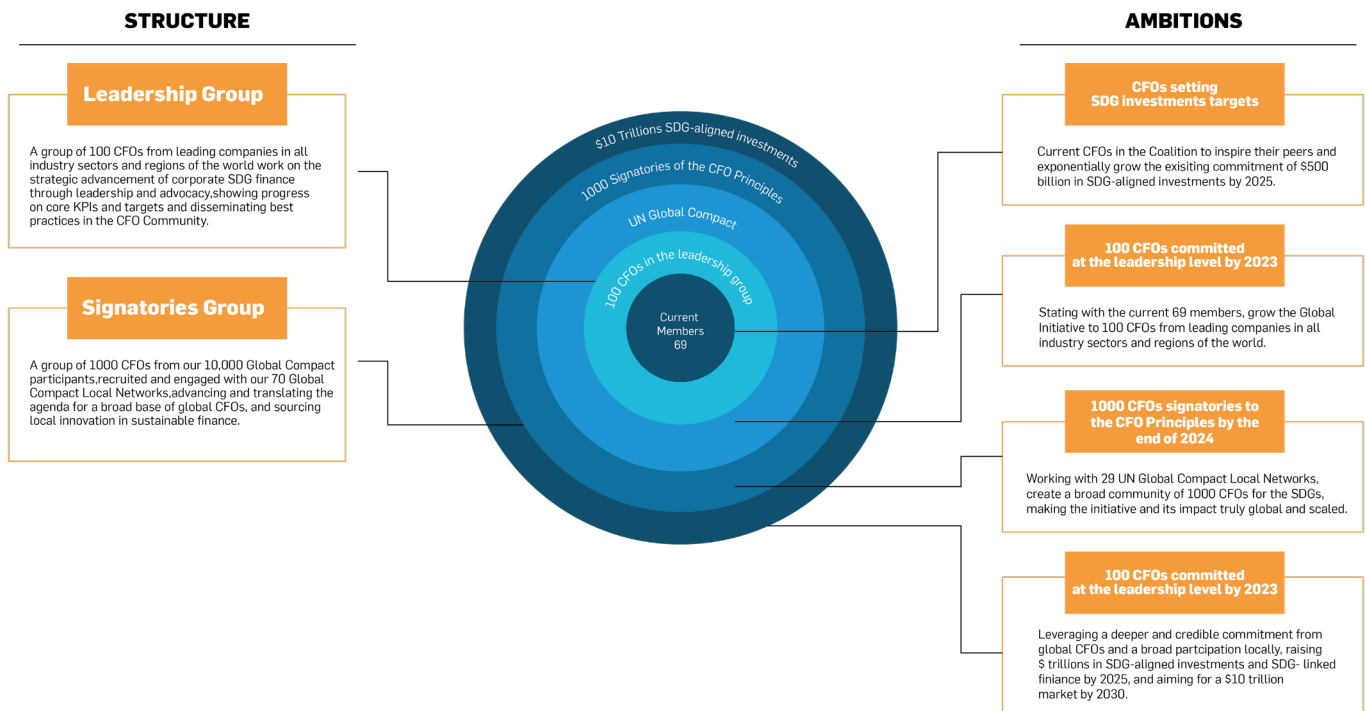 STRUCTURE
Leadership Group
A group of 100 CFOs from leading companies in all
industry sectors and regions of the world work on the
strategic advancement of corporate SDG finance
through leadership and advocacy,showing progress
on core KPIs and targets and disseminating best
practices in the CFO Community.
Signatories Group
A group of 1000 CFOs from our 10,000 Global Compact
participants,recruited and engaged with our 70 Global
Compact Local Networks,advancing and translating the
agenda for a broad base of global CFOs, and sourcing
local innovation in sustainable finance.
$10 Trillions SDG-aligned investments
1000 Signatories of the CFO Principles
UN Global Compact
100 CFOs in the leadership group
Current
Members
69
AMBITIONS
CFOs setting
SDG investments targets
Current CFOs in the Coalition to inspire their peers and
exponentially grow the exisiting commitment of $500
billion in SDG-aligned investments by 2025.
100 CFOs committed
at the leadership level by 2023
Stating with the current 69 members, grow the Global
Initiative to 100 CFOs from leading companies in all
industry sectors and regions of the world.
1000 CFOs signatories to
the CFO Principles by the
end of 2024
Working with 29 UN Global Compact Local Networks,
create a broad community of 1000 CFOs for the SDGs,
making the initiative and its impact truly global and scaled.
100 CFOs committed
at the leadership level by 2023
Leveraging a deeper and credible commitment from
global CFOs and a broad partcipation locally, raising
$ trillions in SDG-aligned investments and SDG- linked
finiance by 2025, and aiming for a $10 trillion
market by 2030.